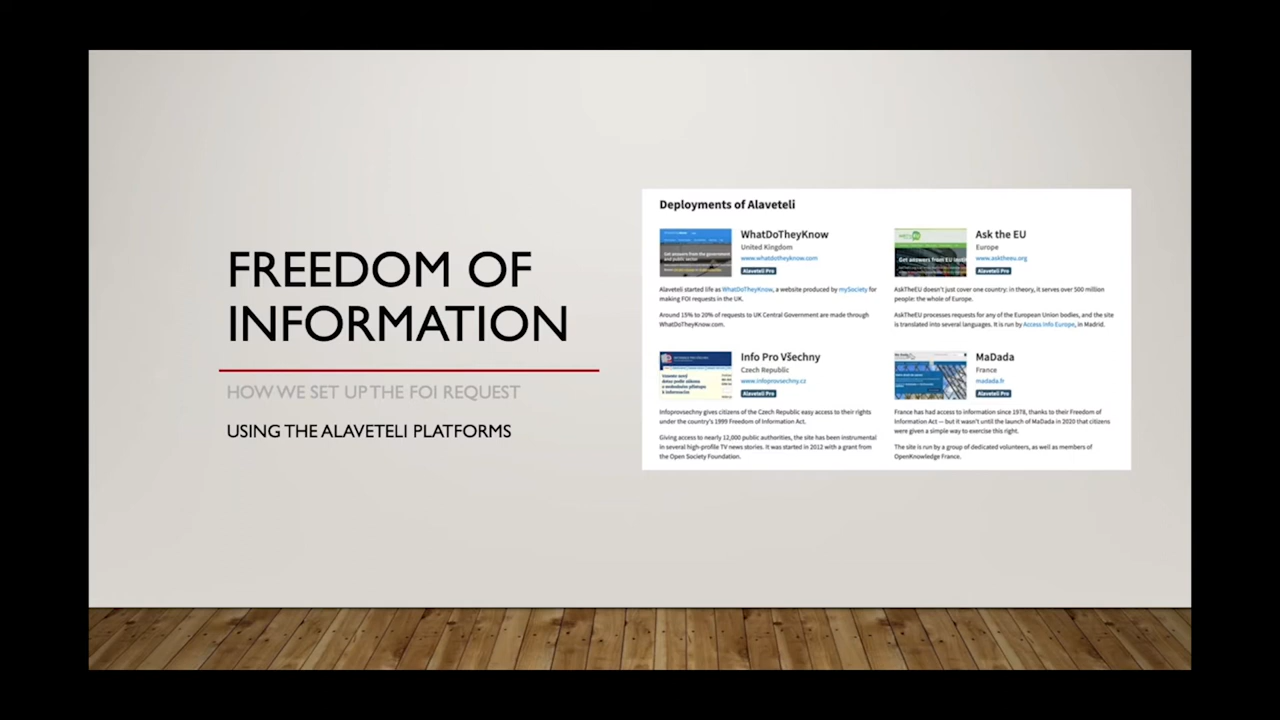 FREEDOM OF
INFORMATION
HOW WE SET UP THE FOI REQUEST
USING THE ALAVETELI PLATFORMS
Deployments of Alaveteli
WhatDoTheyKnow
United Kingdom
www.whatdotheyknow.com
Alaveteli Pro
Alaveteli started life as WhatDoTheyKnow, a website produced by mySociety for
making FOI requests in the UK.
Around 15% to 20% of requests to UK Central Government are made through
WhatDoTheyKnow.com.
Ask the EU
Europe
www.asktheeu.org
Alaveteli Pro
AskTheEU doesn't just cover one country: in theory, it serves over 500 million
people: the whole of Europe.
AskTheEU processes requests for any of the European Union bodies, and the site
is translated into several languages. It is run by Access Info Europe, in Madrid.
Info Pro Všechny
Czech Republic
www.infoprovsechny.cz
Alaveteli Pro
Infoprovsechny gives citizens of the Czech Republic easy access to their rights
under the country's 1999 Freedom of Information Act.
Giving access to nearly 12,000 public authorities, the site has been instrumental
in several high-profile TV news stories. It was started in 2012 with a grant from
the Open Society Foundation.
MaDada
France
madada.fr
Alaveteli Pro
France has had access to information since 1978, thanks to their Freedom of
Information Act — but it wasn't until the launch of MaDada in 2020 that citizens
were given a simple way to exercise this right.
The site is run by a group of dedicated volunteers, as well as members of
OpenKnowledge France.